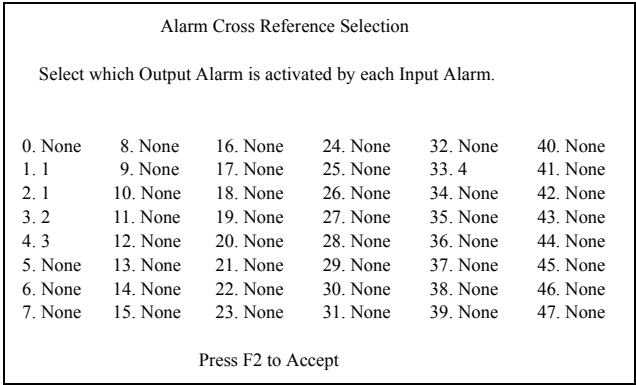 Alarm Cross Reference Selection
Select which Output Alarm is activated by each Input Alarm.
0. None 8. None 16. None 24. None 32. None 40. None
1. 1 9. None 17. None 25. None 33. 4 41. None
2. 1 10. None 18. None 26. None 34. None 42. None
3. 2 11. None 19. None 27. None 35. None 43. None
4. 3 12. None 20. None 28. None 36. None 44. None
5. None 13. None 21. None 29. None 37. None 45. None
6. None 14. None 22. None 30. None 38. None 46. None
7. None 15. None 23. None 31. None 39. None 47. None
Press F2 to Accept